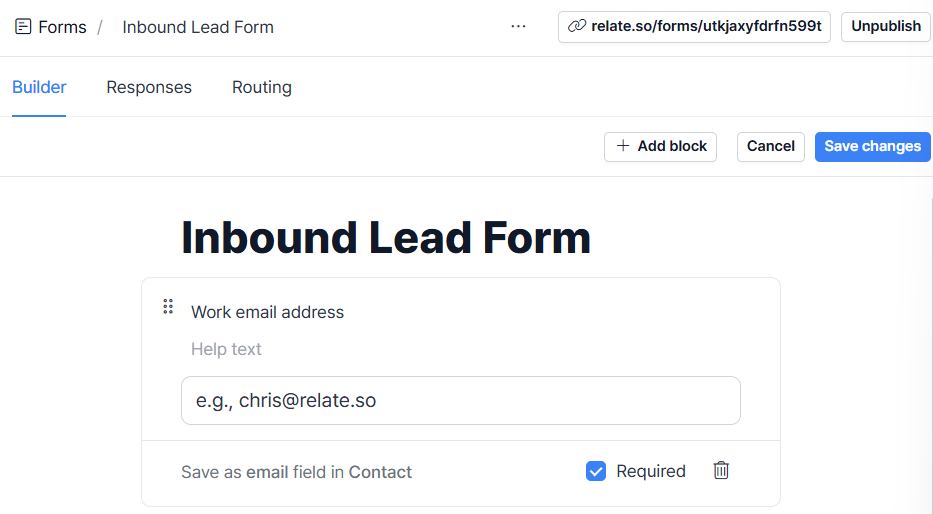 Forms / Inbound Lead Form ... relate.so/forms/utkjaxyfdrfn599t Unpublish
Builder Responses Routing
+ Add block Cancel Save changes
Inbound Lead Form
Work email address
Help text
e.g., chris@relate.so
Save as email field in Contact Required